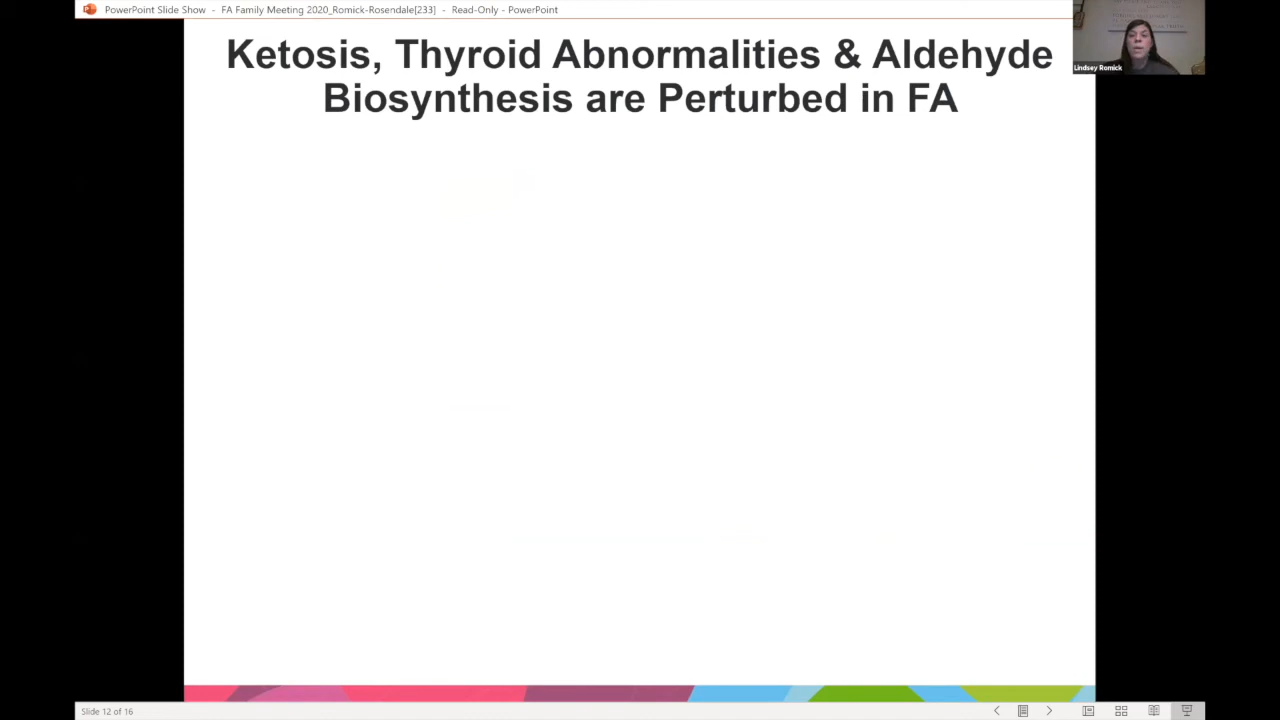 PowerPoint Slide Show - FA Family Meeting 2020_Romick-Rosendale[233] - Read-Only - PowerPoint
Ketosis, Thyroid Abnormalities & Aldehyde
Biosynthesis are Perturbed in FA
Lindsey Romick
Slide 12 of 16